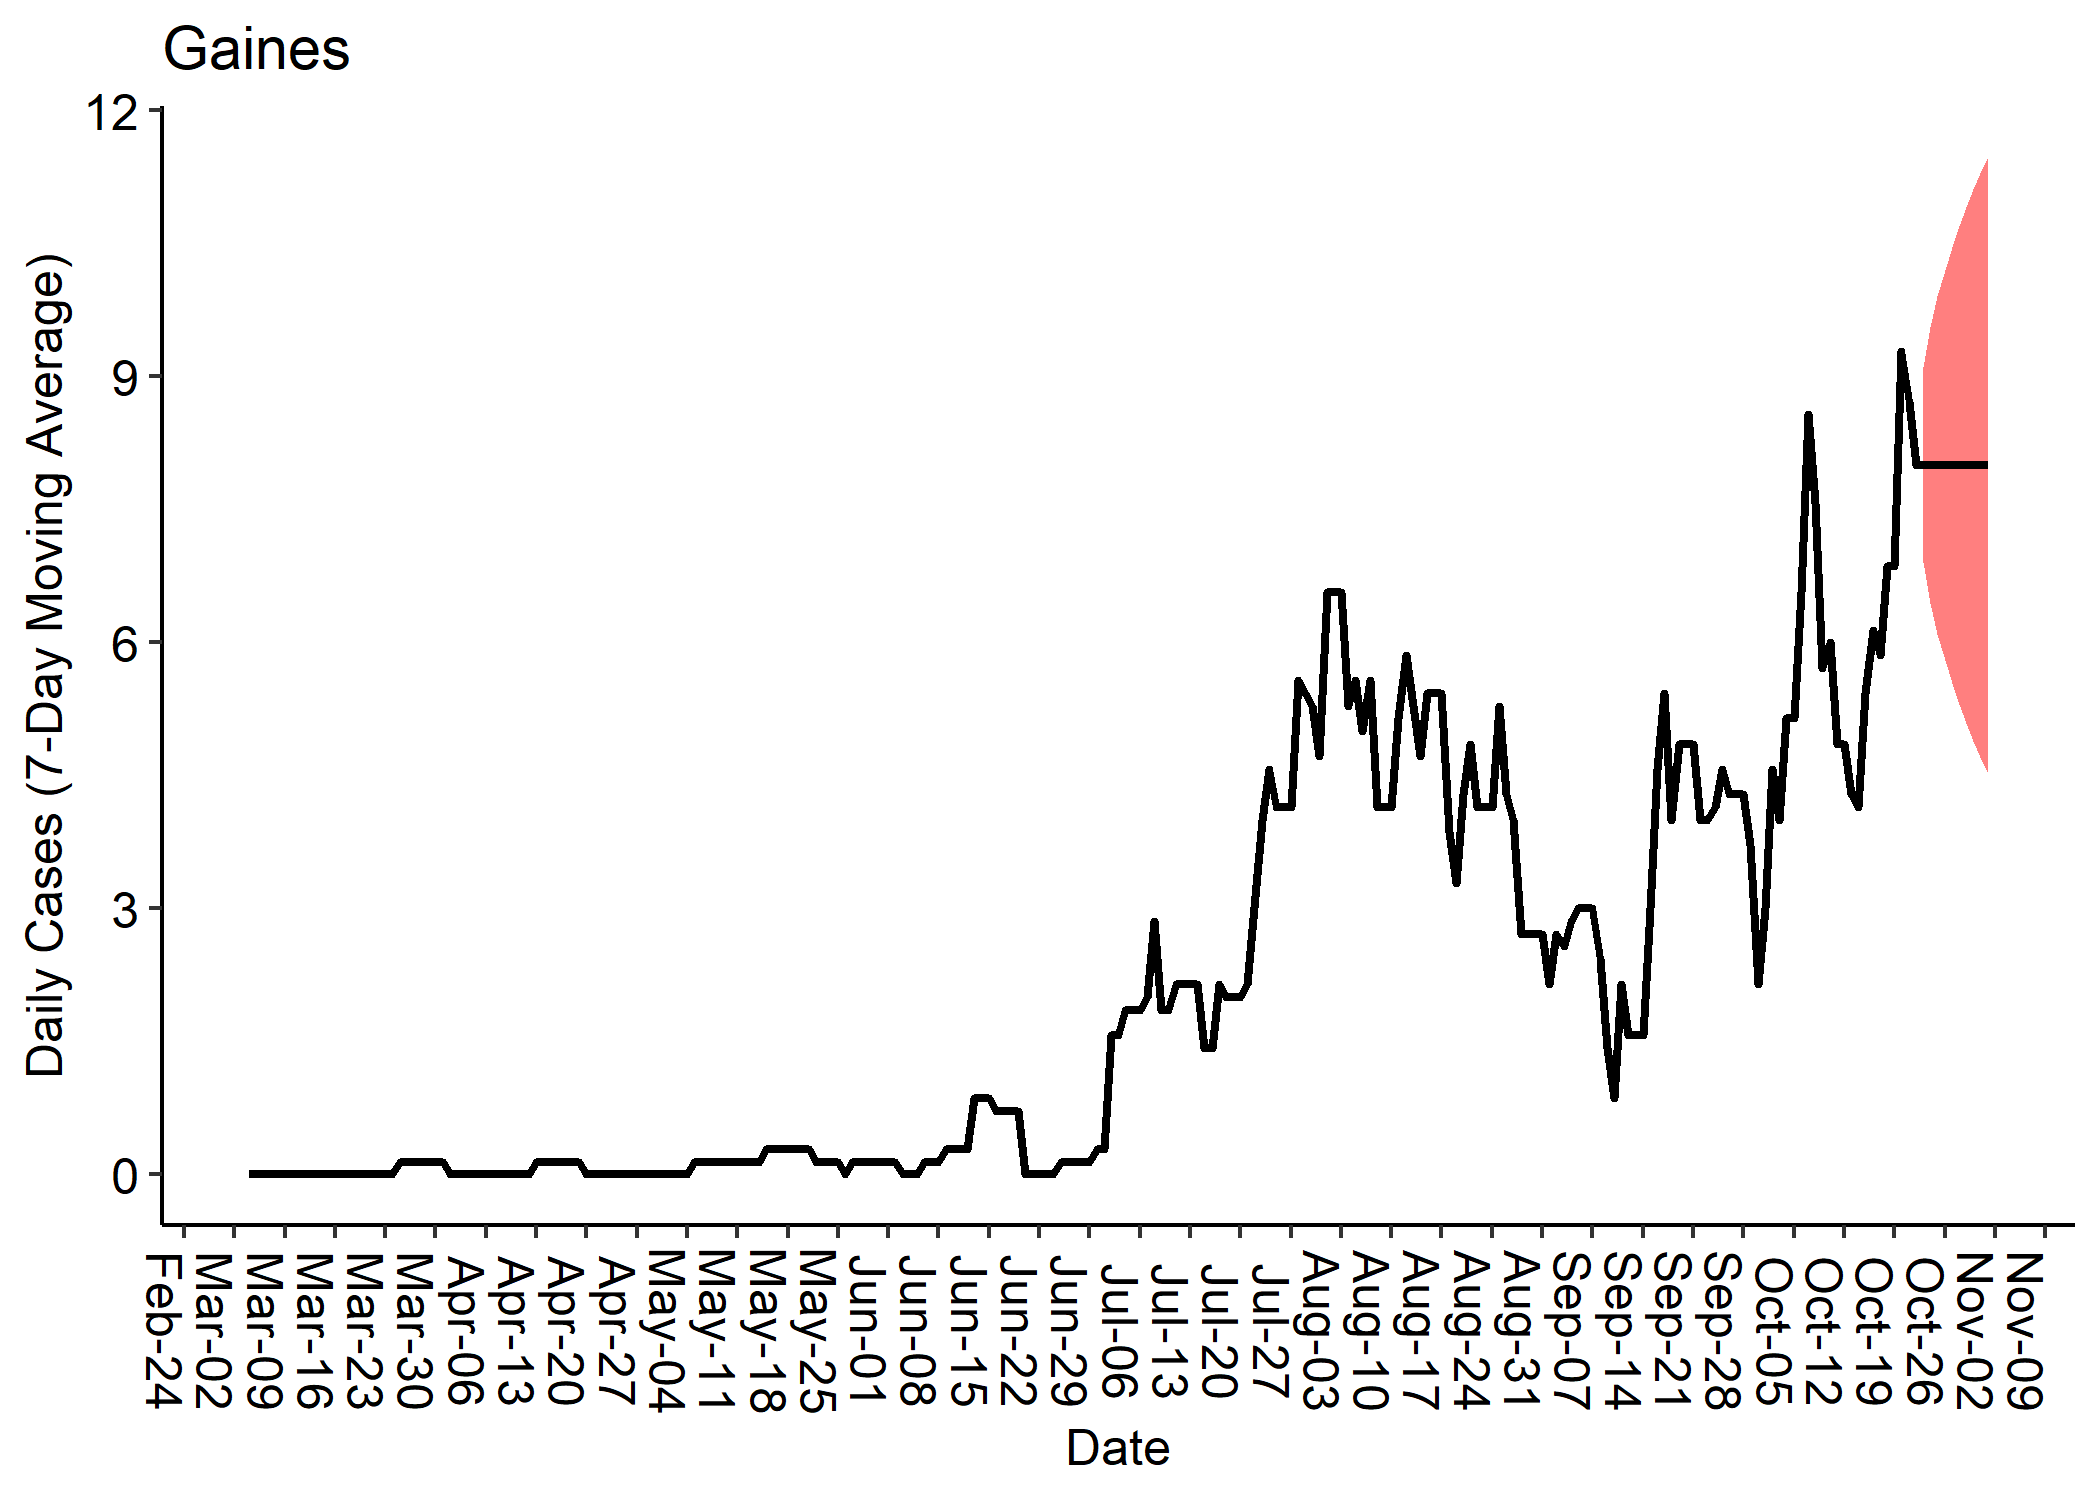 Gaines
Daily Cases (7-Day Moving Average)
12
9
6
3
0
Feb-24
Mar-02
Mar-09
Mar-16
Mar-23
Mar-30
Apr-06
Apr-13
Apr-20
Apr-27
May-04
May-11
May-18
May-25
Jun-01
Jun-08
Jun-15
Jun-22
Jun-29
Jul-06
Jul-13
Jul-20
Jul-27
Aug-03
Aug-10
Aug-17
Aug-24
Aug-31
Sep-07
Sep-14
Sep-21
Sep-28
Oct-05
Oct-12
Oct-19
Oct-26
Nov-02
Nov-09
Date